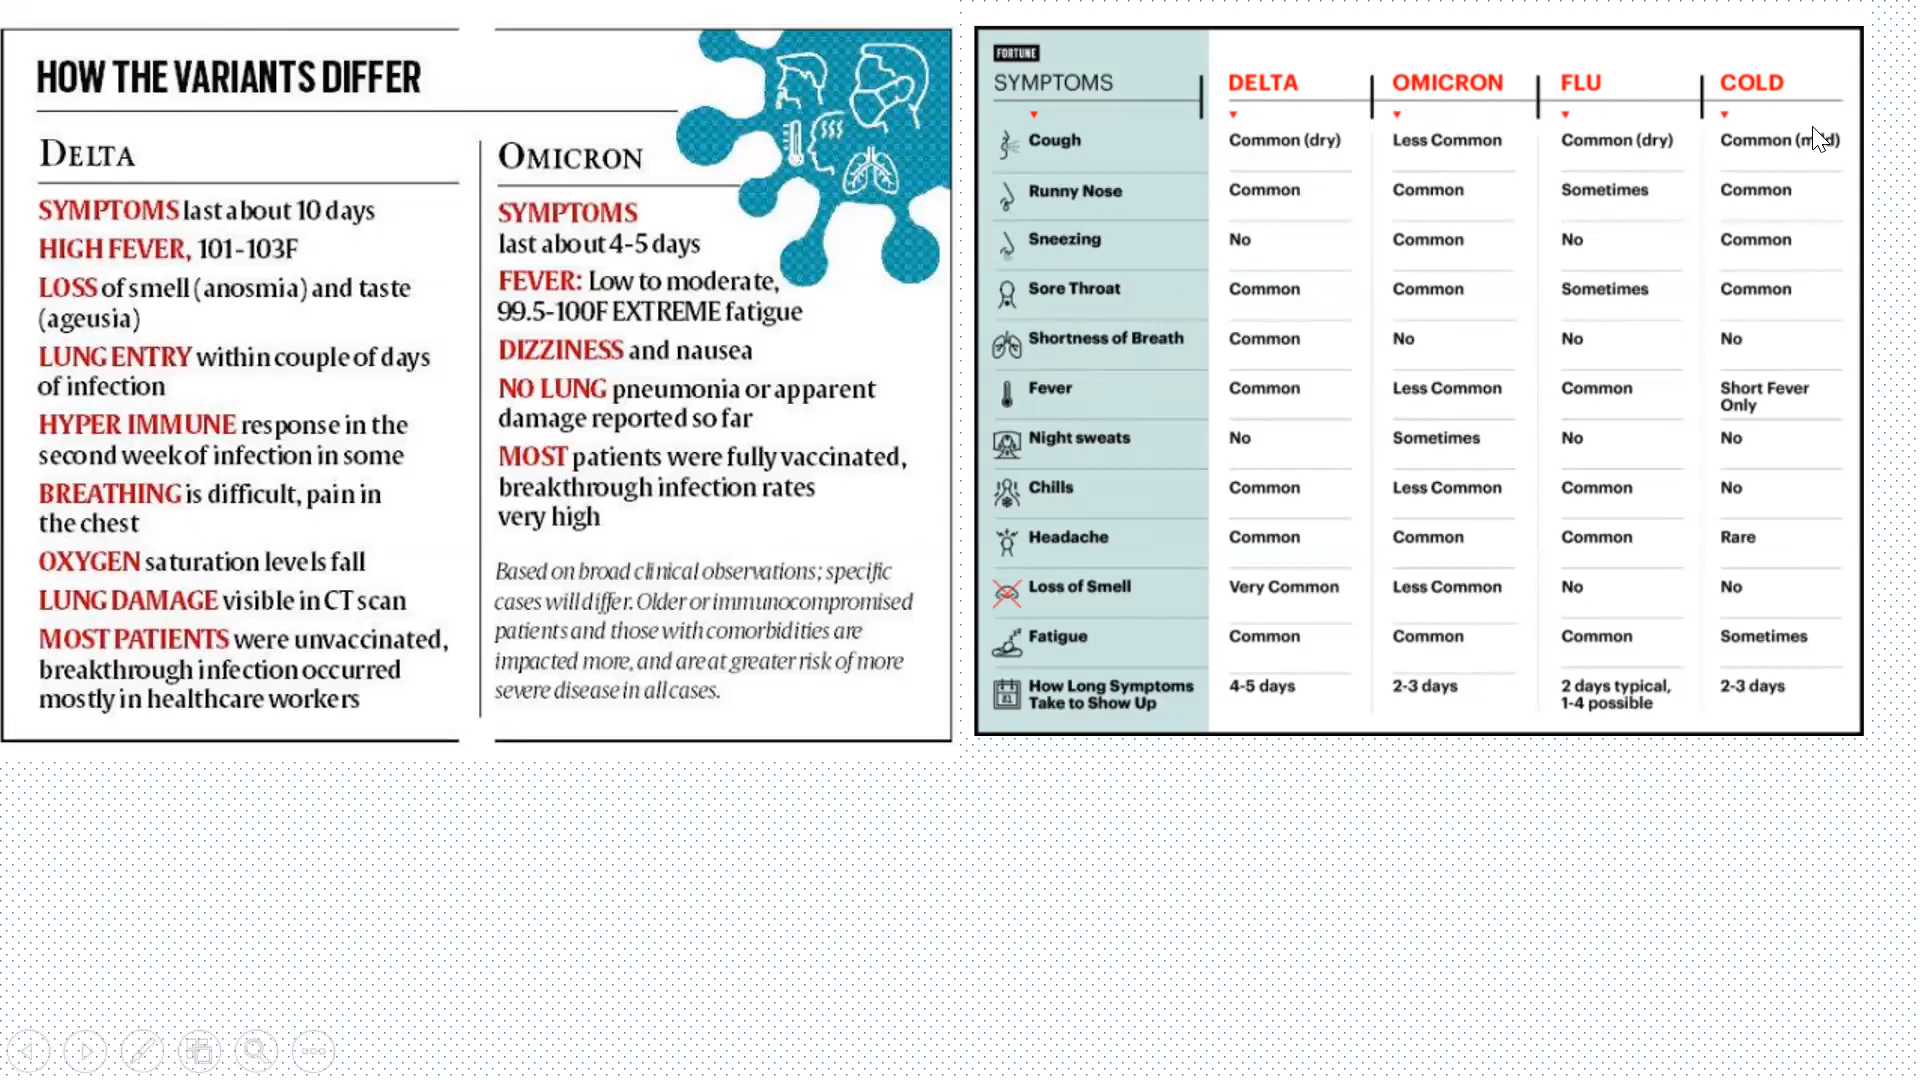 HOW THE VARIANTS DIFFER
DELTA
SYMPTOMS last about 10 days
HIGH FEVER, 101-103F
LOSS of smell (anosmia) and taste
(ageusia)
LUNG ENTRY within couple of days
of infection
HYPER IMMUNE response in the
second week of infection in some
BREATHING is difficult, pain in
the chest
OXYGEN saturation levels fall
LUNG DAMAGE visible in CT scan
MOST PATIENTS were unvaccinated,
breakthrough infection occurred
mostly in healthcare workers
OMICRON
SYMPTOMS
last about 4-5 days
FEVER: Low to moderate,
99.5-100F EXTREME fatigue
DIZZINESS and nausea
NO LUNG pneumonia or apparent
damage reported so far
MOST patients were fully vaccinated,
breakthrough infection rates
very high
Based on broad clinical observations; specific
cases will differ. Older or immunocompromised
patients and those with comorbidities are
impacted more, and are at greater risk of more
severe disease in all cases.
FORTUNE
SYMPTOMS DELTA OMICRON FLU COLD
Cough Common (dry) Less Common Common (dry) Common
Runny Nose Common Common Sometimes Common
Sneezing No Common No Common
Sore Throat Common Common Sometimes Common
Shortness of Breath Common No No No
Fever Common Less Common Common Short Fever
Only
Night sweats No Sometimes No No
Chills Common Less Common Common No
Headache Common Common Common Rare
Loss of Smell Very Common Less Common No No
Fatigue Common Common Common Sometimes
How Long Symptoms 4-5 days 2-3 days 2 days typical, 2-3 days
Take to Show Up 1-4 possible